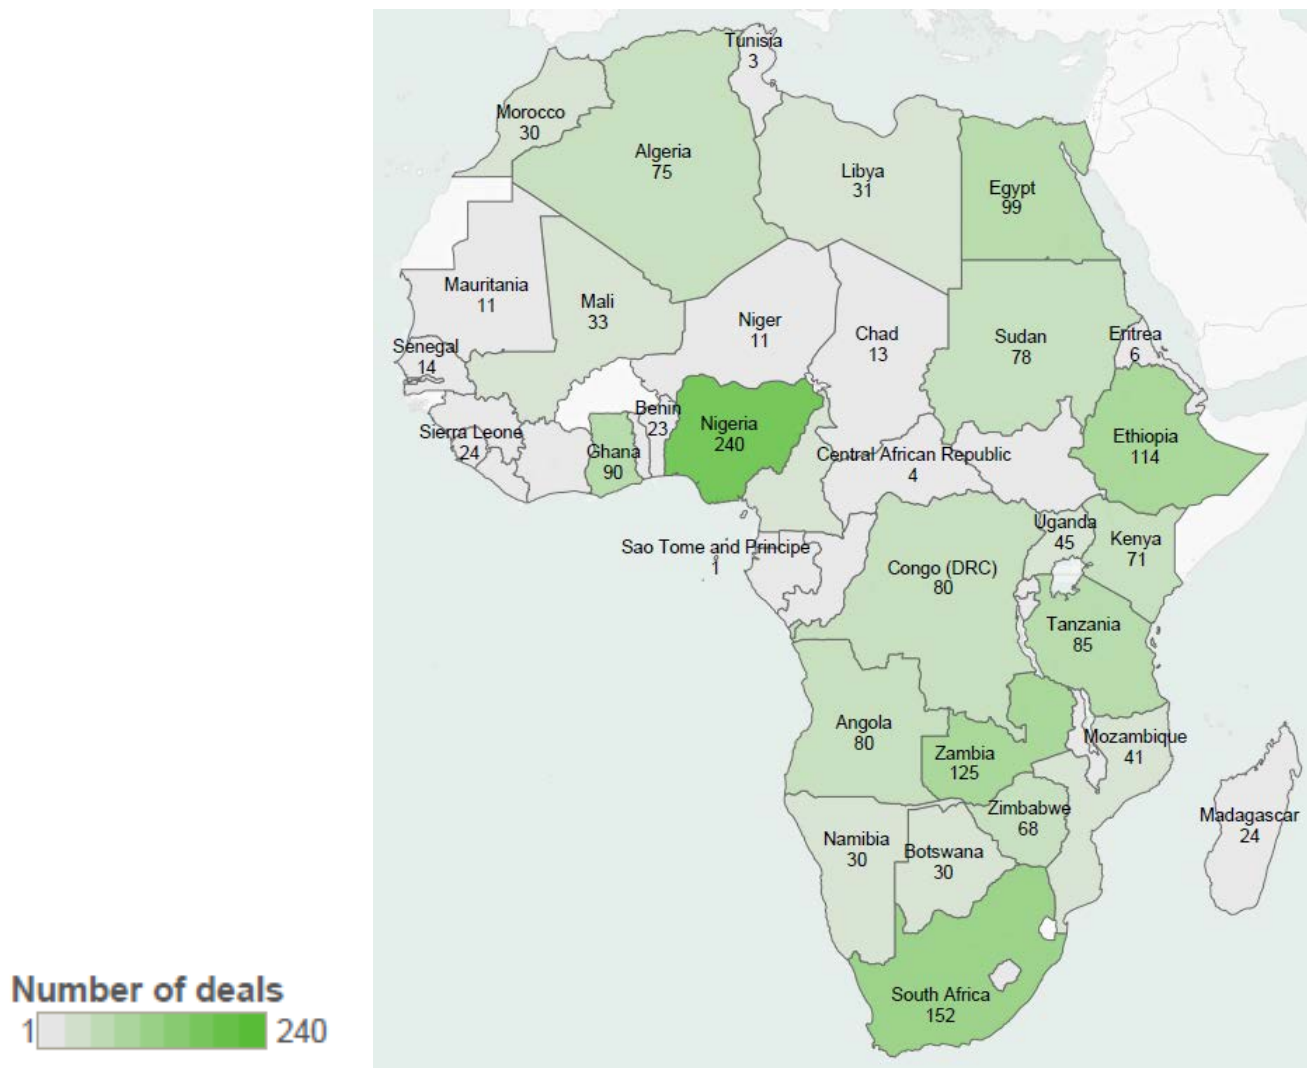 Tunisia
3
Morocco
30
Algeria
75
Libya
31
Egypt
99
Mauritania
11
Mali
33
Niger
11
Chad
13
Sudan
78
Eritrea
6
Senegal
14
Benin
23
Nigeria
240
Sierra Leone
24
Ghana
90
Ethiopia
114
Central African Republic
4
Uganda
45
Kenya
71
Sao Tome and Principe
1
Congo (DRC)
80
Tanzania
85
Angola
80
Zambia
125
Mozambique
41
Zimbabwe
68
Madagascar
24
Namibia
30
Botswana
30
South Africa
152
Number of deals
1 240